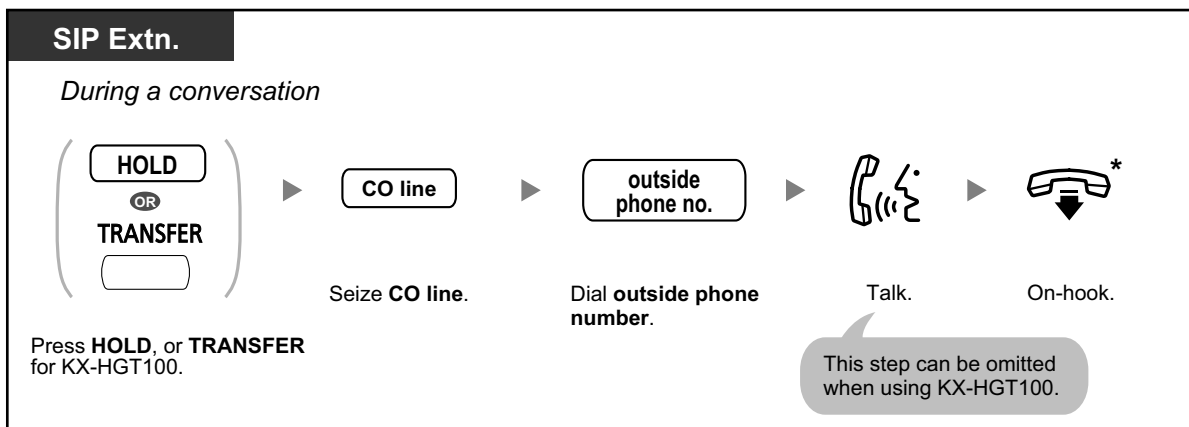 SIP Extn.
During a conversation
HOLD
OR
TRANSFER
CO line
outside
phone no.
*
Press HOLD, or TRANSFER
for KX-HGT100.
Seize CO line.
Dial outside phone
number.
Talk.
On-hook.
This step can be omitted
when using KX-HGT100.